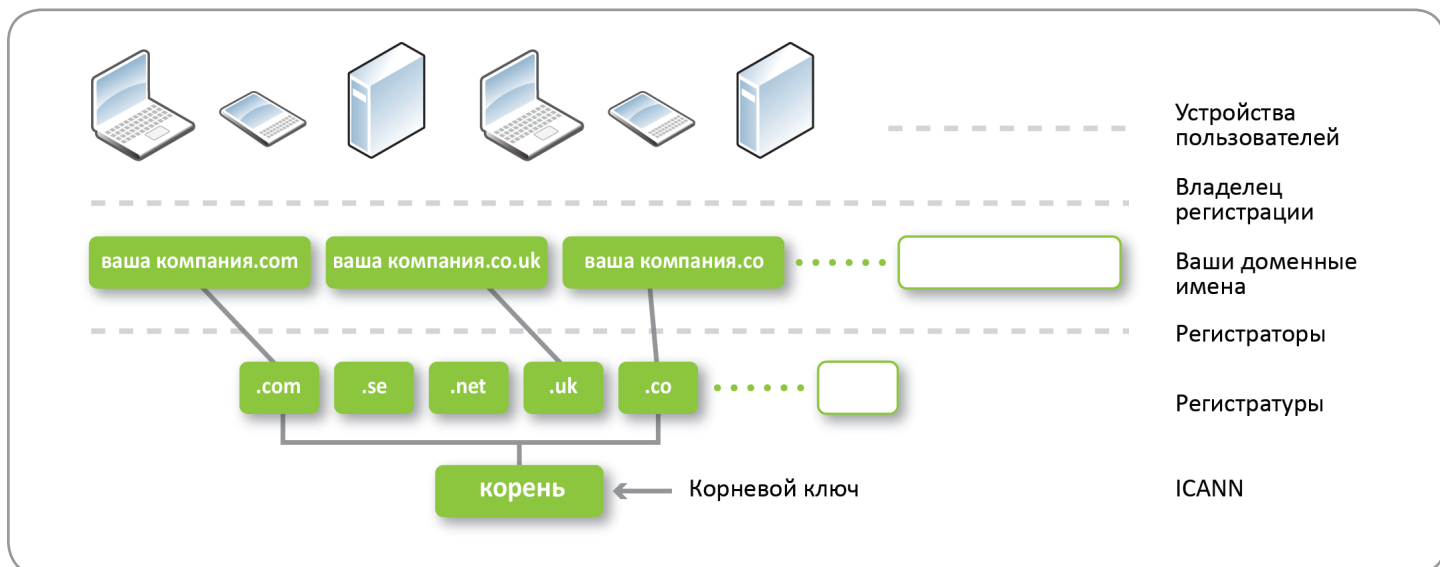 Устройства
пользователей
Владелец
регистрации
ваша компания.com
ваша компания.co.uk
ваша компания.co
Ваши доменные
имена
Регистраторы
.com
.se
.net
.uk
.co
Регистратуры
корень
Корневой ключ
ICANN